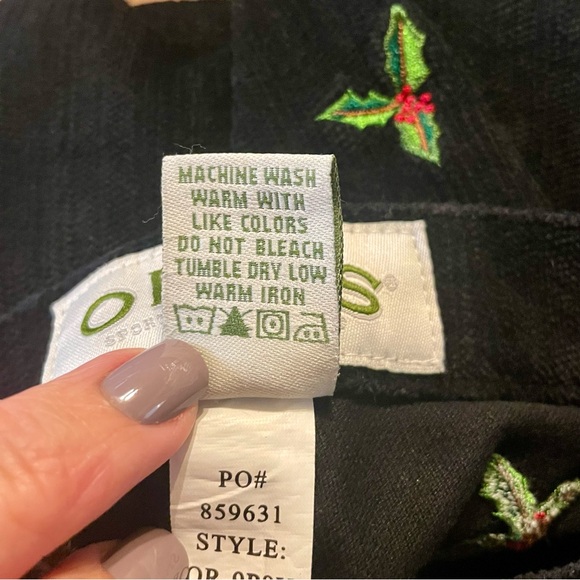 MACHINE WASH
WARM WITH
LIKE COLORS
DO NOT BLEACH
TUMBLE DRY LOW
WARM IRON
PO#
859631
STYLE: